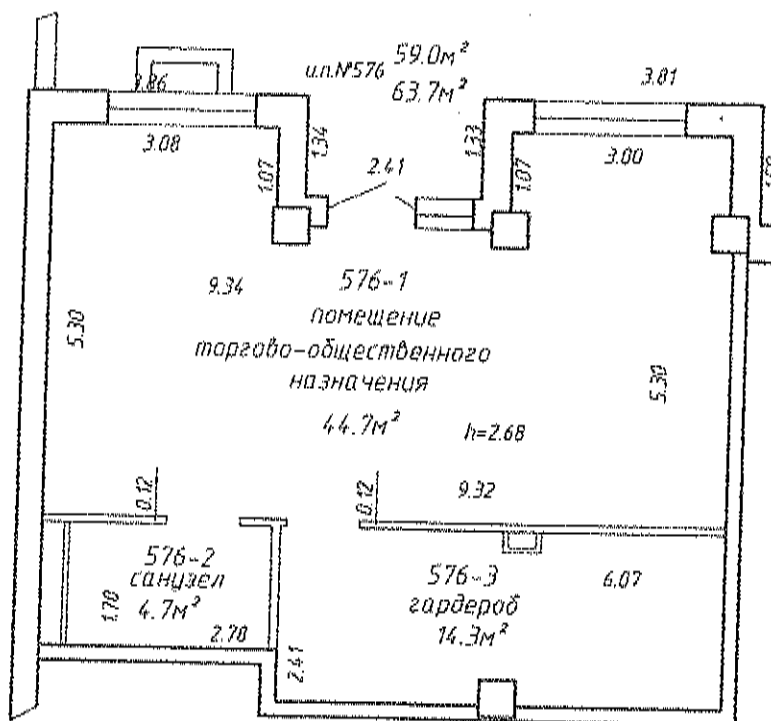 и.п.№576 59.0м²
63.7м²
3.86
3.81
3.08
1.34
1.33
3.00
1.07
2.41
1.07
9.34
576-1
помещение
торгово-общественного
назначения
44.7м²
h=2.68
5.30
5.30
9.32
0.12
0.12
576-2
санузел
4.7м²
1.70
2.78
576-3
гардероб
14.3м²
6.07
2.41